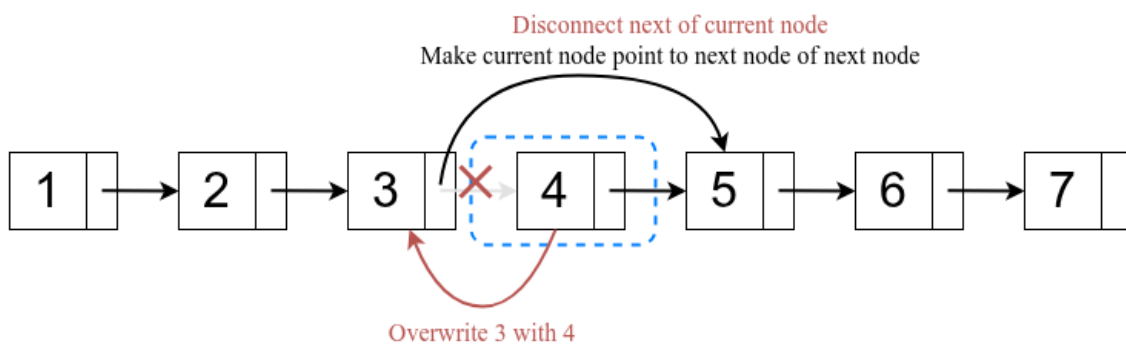 Disconnect next of current node
Make current node point to next node of next node
1 2 3 4 5 6 7
Overwrite 3 with 4